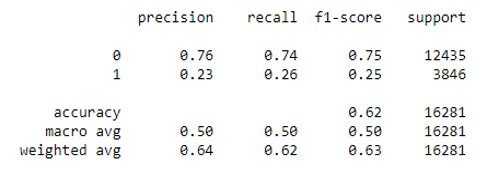 precision recall f1-score support
0 0.76 0.74 0.75 12435
1 0.23 0.26 0.25 3846
accuracy 0.62 16281
macro avg 0.50 0.50 0.50 16281
weighted avg 0.64 0.62 0.63 16281